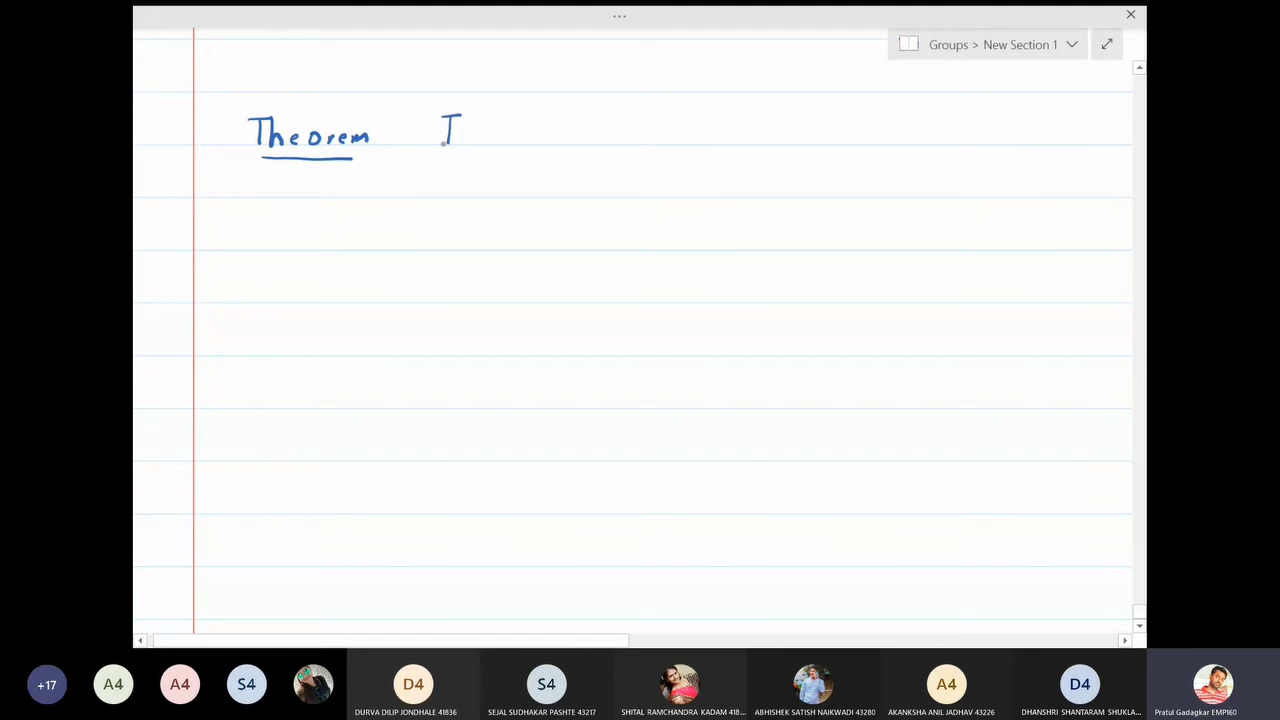 Groups > New Section 1
Theorem I
+17 A4 A4 S4 D4 S4 A4 D4
DURVA DILIP JONDHALE 41836 SEJAL SUDHAKAR PASHTE 43217 SHITAL RAMCHANDRA KADAM 418... ABHISHEK SATISH NAIKWADI 43280 AKANKSHA ANIL JADHAV 43226 DHANSHRI SHANTARAM SHUKLA... Pratul Gadagkar EMP160